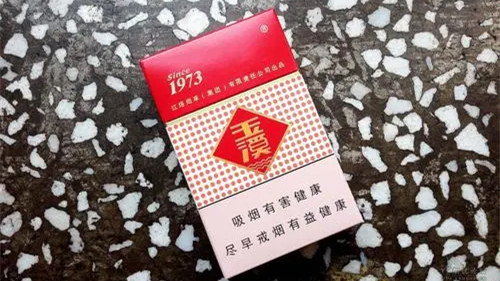 Since
1973
®
红塔烟草（集团）有限责任公司出品
玉溪
吸烟有害健康
尽早戒烟有益健康